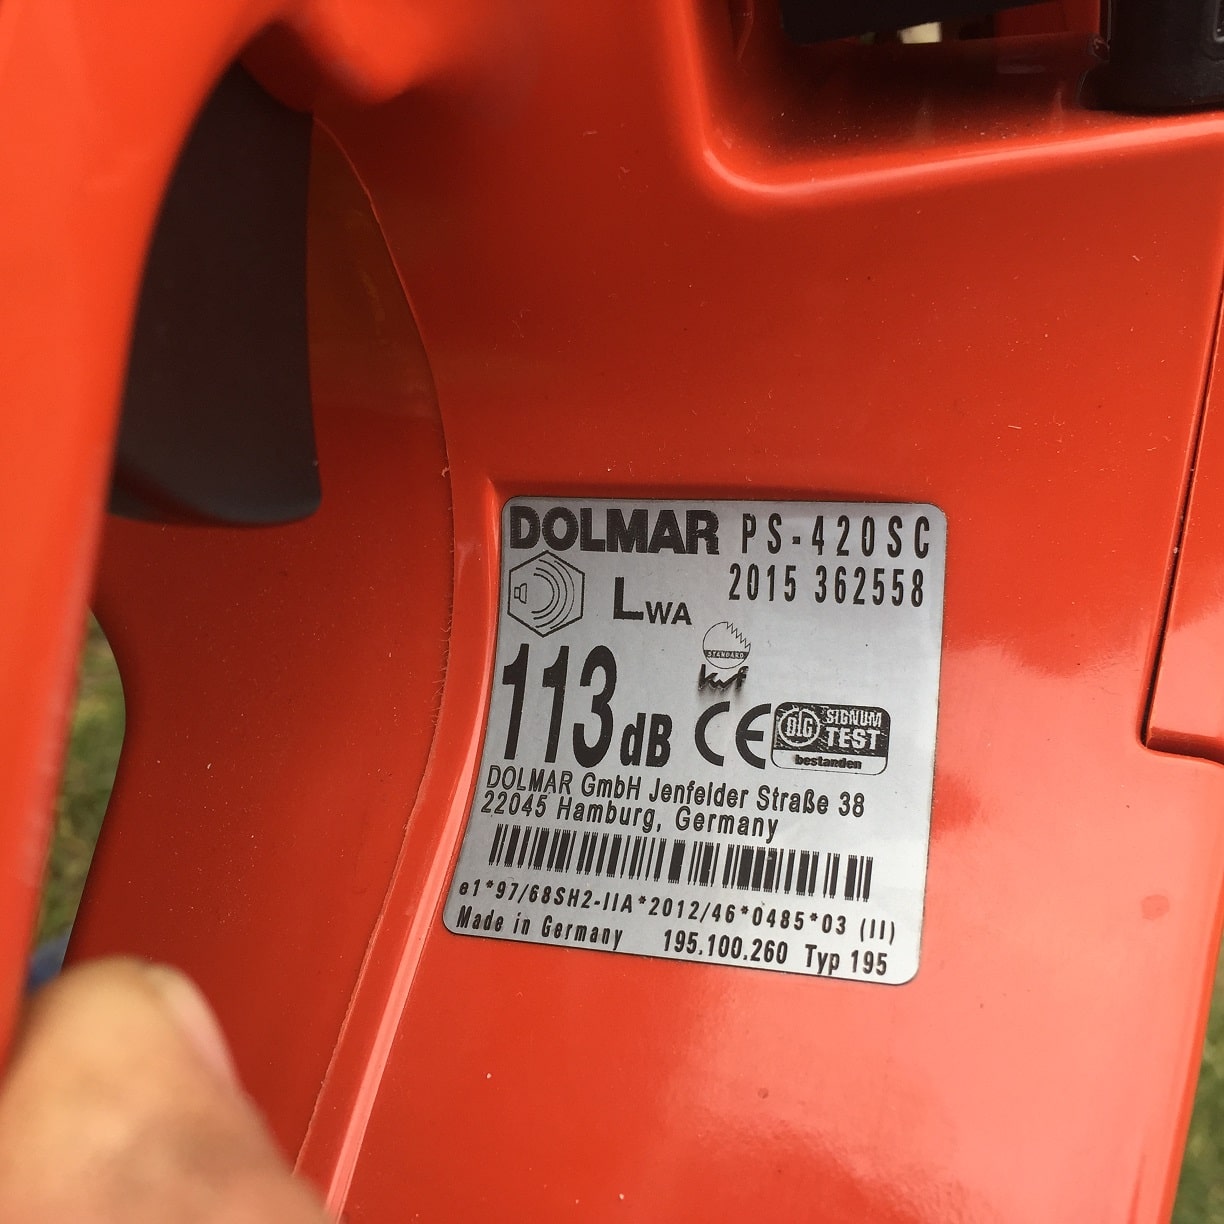 DOLMAR PS-420SC
2015 362558
LWA
STANDARD
kwf
113 dB
CE
DLG SIGNUM
TEST
bestanden
DOLMAR GmbH Jenfelder Straße 38
22045 Hamburg, Germany
e1*97/68SH2-IIA*2012/46*0485*03 (II)
Made in Germany 195.100.260 Typ 195